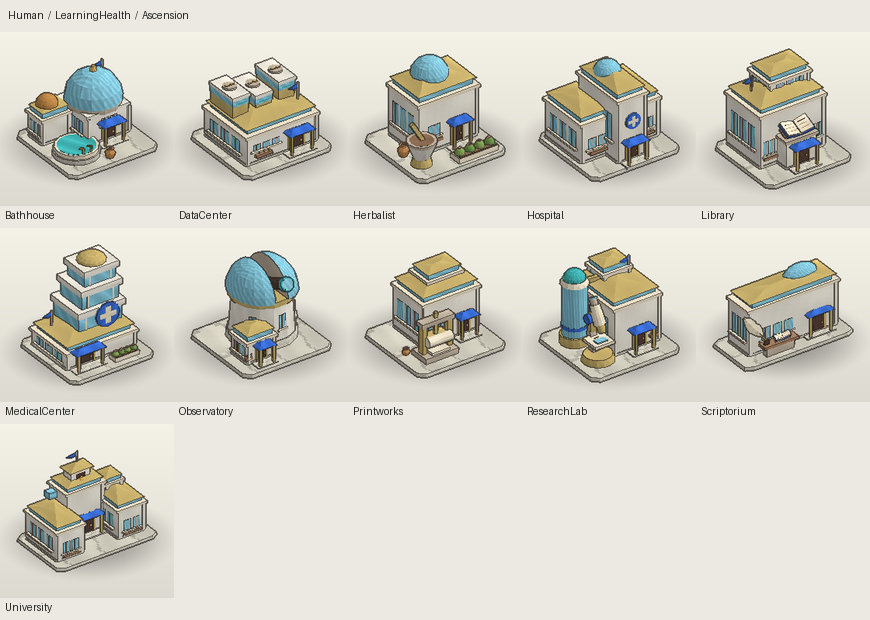 Human / LearningHealth / Ascension
Bathhouse
DataCenter
Herbalist
Hospital
Library
MedicalCenter
Observatory
Printworks
ResearchLab
Scriptorium
University